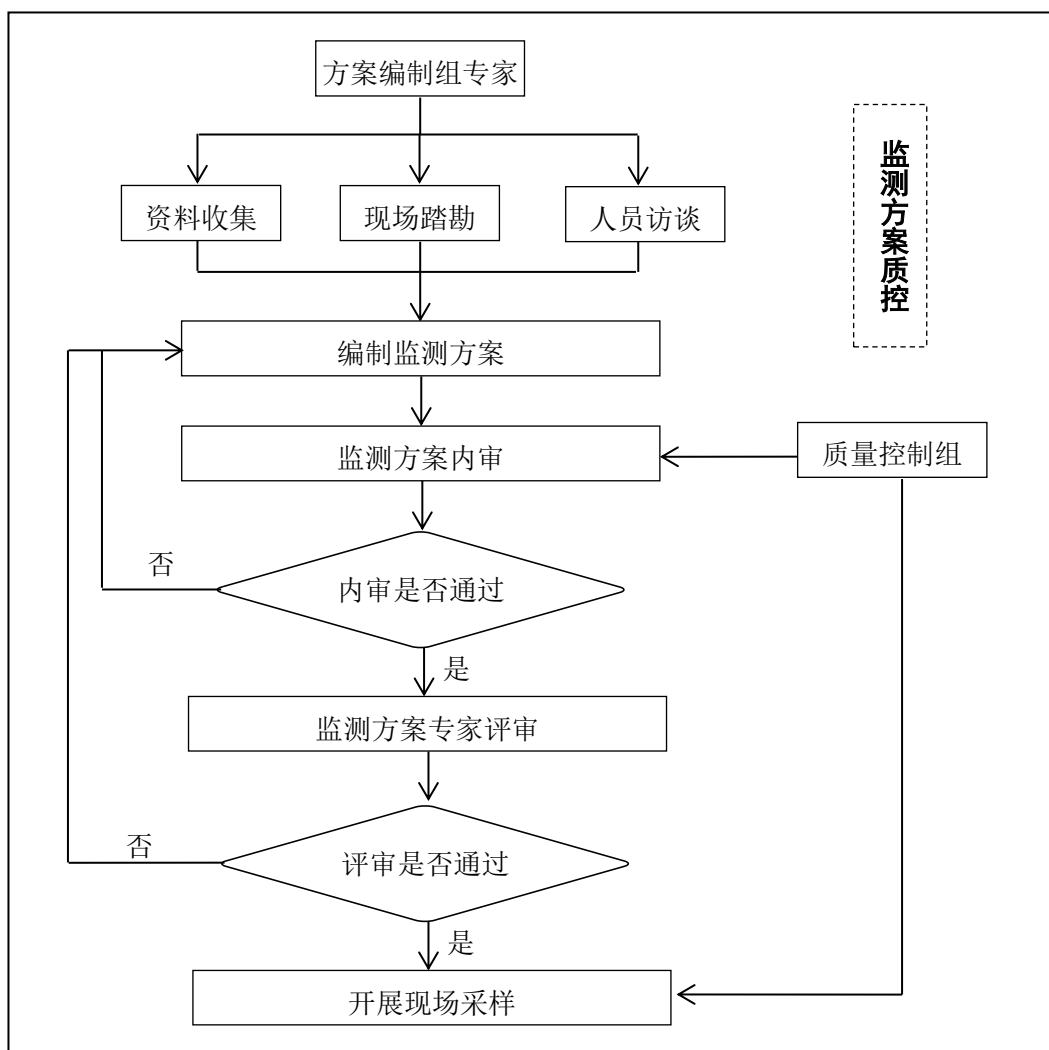 方案编制组专家
监测方案质控
资料收集
现场踏勘
人员访谈
编制监测方案
监测方案内审
质量控制组
否
内审是否通过
是
监测方案专家评审
否
评审是否通过
是
开展现场采样